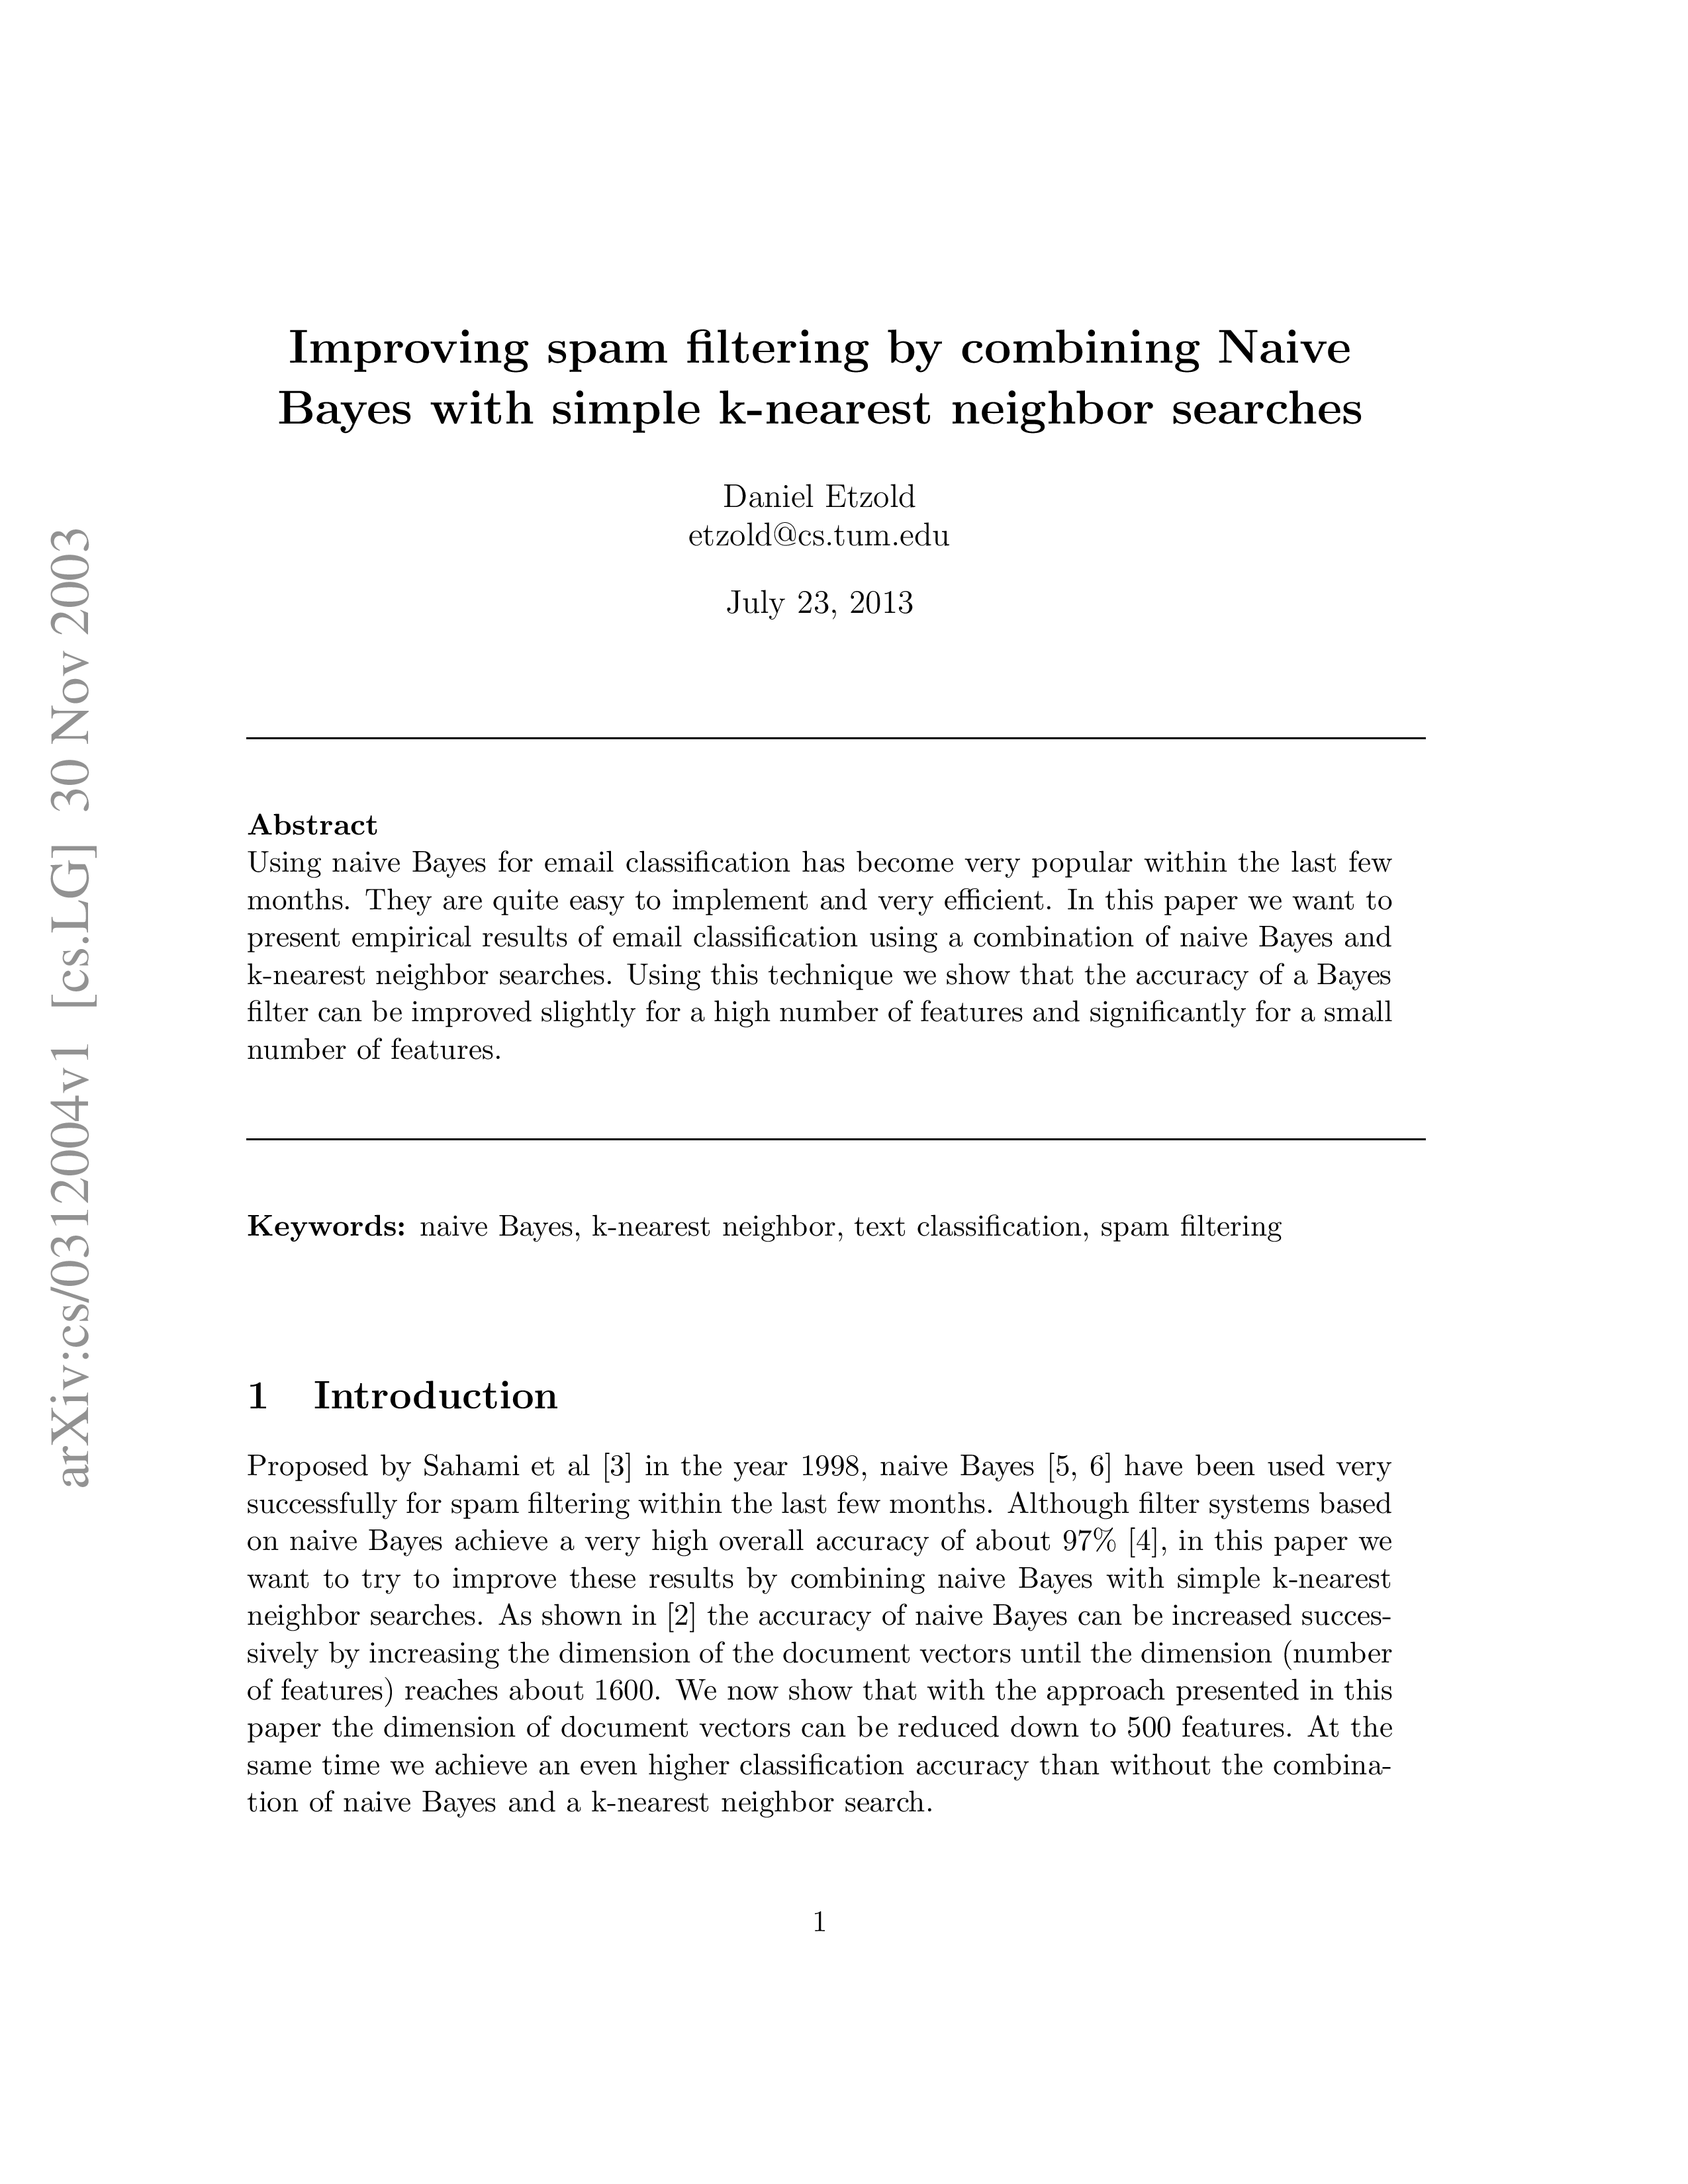 Improving spam filtering by combining Naive
Bayes with simple k-nearest neighbor searches
Daniel Etzold
etzold@cs.tum.edu
July 23, 2013
arXiv:cs/0312004v1 [cs.LG] 30 Nov 2003
Abstract
Using naive Bayes for email classification has become very popular within the last few
months. They are quite easy to implement and very efficient. In this paper we want to
present empirical results of email classification using a combination of naive Bayes and
k-nearest neighbor searches. Using this technique we show that the accuracy of a Bayes
filter can be improved slightly for a high number of features and significantly for a small
number of features.
Keywords: naive Bayes, k-nearest neighbor, text classification, spam filtering
1 Introduction
Proposed by Sahami et al [3] in the year 1998, naive Bayes [5, 6] have been used very
successfully for spam filtering within the last few months. Although filter systems based
on naive Bayes achieve a very high overall accuracy of about 97% [4], in this paper we
want to try to improve these results by combining naive Bayes with simple k-nearest
neighbor searches. As shown in [2] the accuracy of naive Bayes can be increased succes-
sively by increasing the dimension of the document vectors until the dimension (number
of features) reaches about 1600. We now show that with the approach presented in this
paper the dimension of document vectors can be reduced down to 500 features. At the
same time we achieve an even higher classification accuracy than without the combina-
tion of naive Bayes and a k-nearest neighbor search.
1